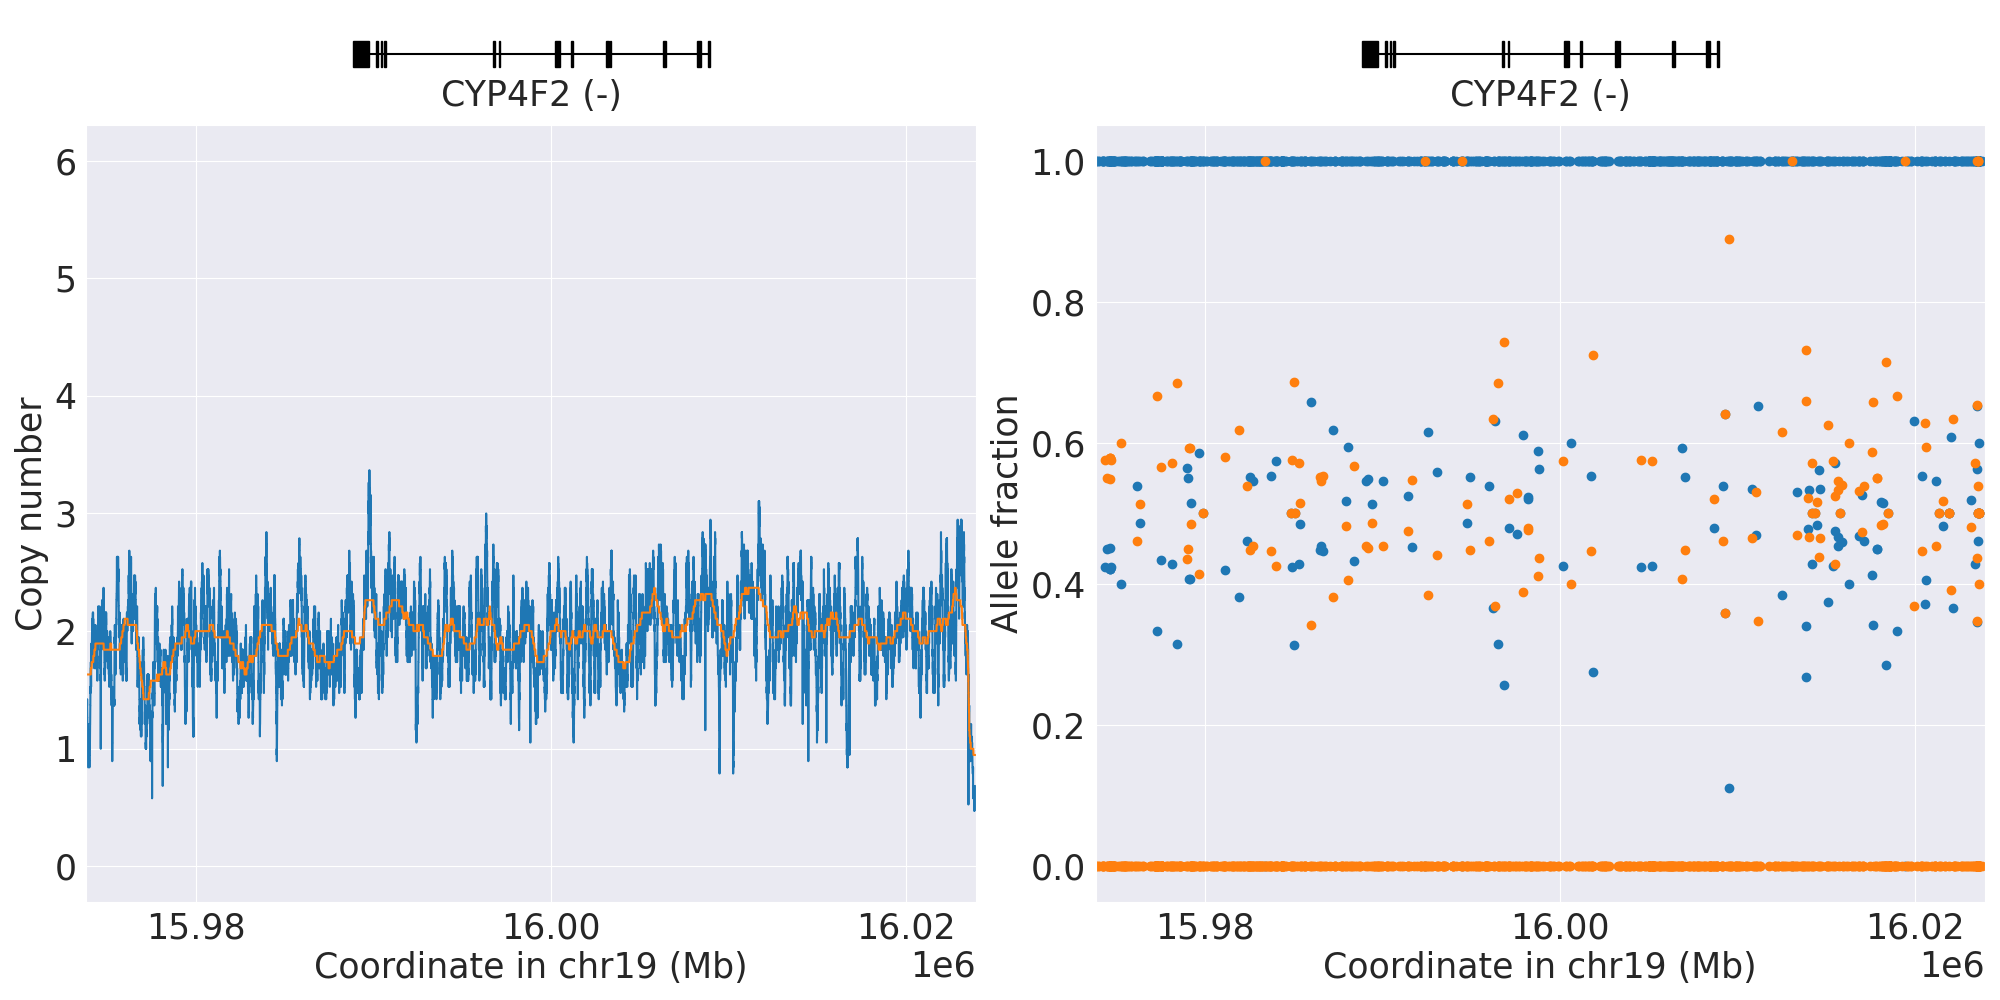 CYP4F2 (-)
6
5
4
3
2
1
0
Copy number
15.98
16.00
16.02
Coordinate in chr19 (Mb)
1e6
CYP4F2 (-)
1.0
0.8
0.6
0.4
0.2
0.0
Allele fraction
15.98
16.00
16.02
Coordinate in chr19 (Mb)
1e6